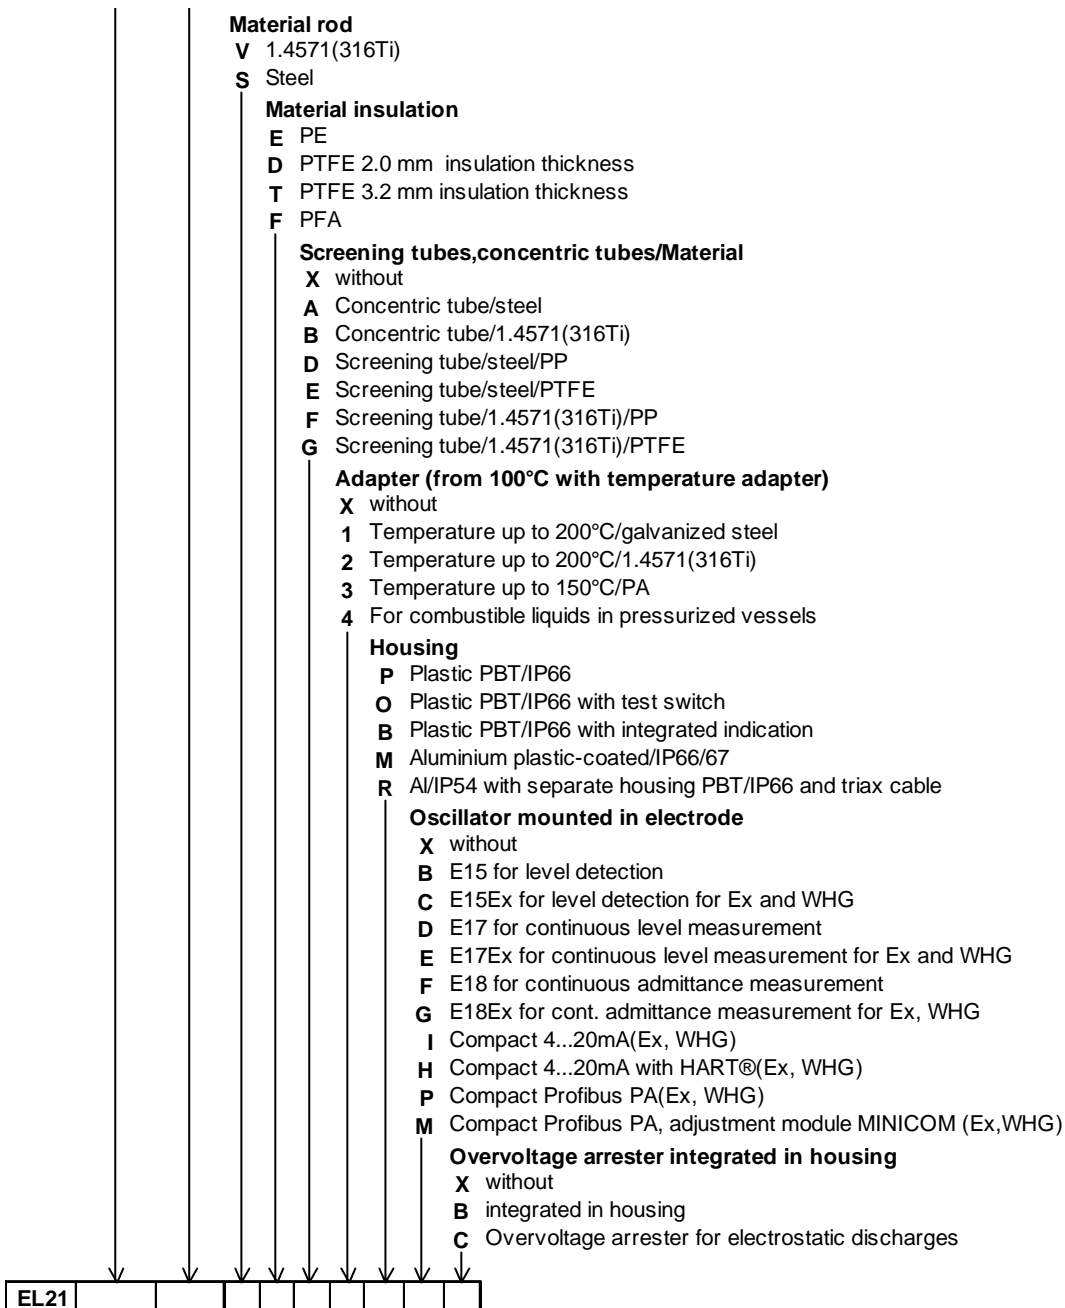 Material rod
V 1.4571(316Ti)
S Steel
Material insulation
E PE
D PTFE 2.0 mm insulation thickness
T PTFE 3.2 mm insulation thickness
F PFA
Screening tubes,concentric tubes/Material
X without
A Concentric tube/steel
B Concentric tube/1.4571(316Ti)
D Screening tube/steel/PP
E Screening tube/steel/PTFE
F Screening tube/1.4571(316Ti)/PP
G Screening tube/1.4571(316Ti)/PTFE
Adapter (from 100°C with temperature adapter)
X without
1 Temperature up to 200°C/galvanized steel
2 Temperature up to 200°C/1.4571(316Ti)
3 Temperature up to 150°C/PA
4 For combustible liquids in pressurized vessels
Housing
P Plastic PBT/IP66
O Plastic PBT/IP66 with test switch
B Plastic PBT/IP66 with integrated indication
M Aluminium plastic-coated/IP66/67
R Al/IP54 with separate housing PBT/IP66 and triax cable
Oscillator mounted in electrode
X without
B E15 for level detection
C E15Ex for level detection for Ex and WHG
D E17 for continuous level measurement
E E17Ex for continuous level measurement for Ex and WHG
F E18 for continuous admittance measurement
G E18Ex for cont. admittance measurement for Ex, WHG
I Compact 4...20mA(Ex, WHG)
H Compact 4...20mA with HART®(Ex, WHG)
P Compact Profibus PA(Ex, WHG)
M Compact Profibus PA, adjustment module MINICOM (Ex,WHG)
Overvoltage arrester integrated in housing
X without
B integrated in housing
C Overvoltage arrester for electrostatic discharges
EL21